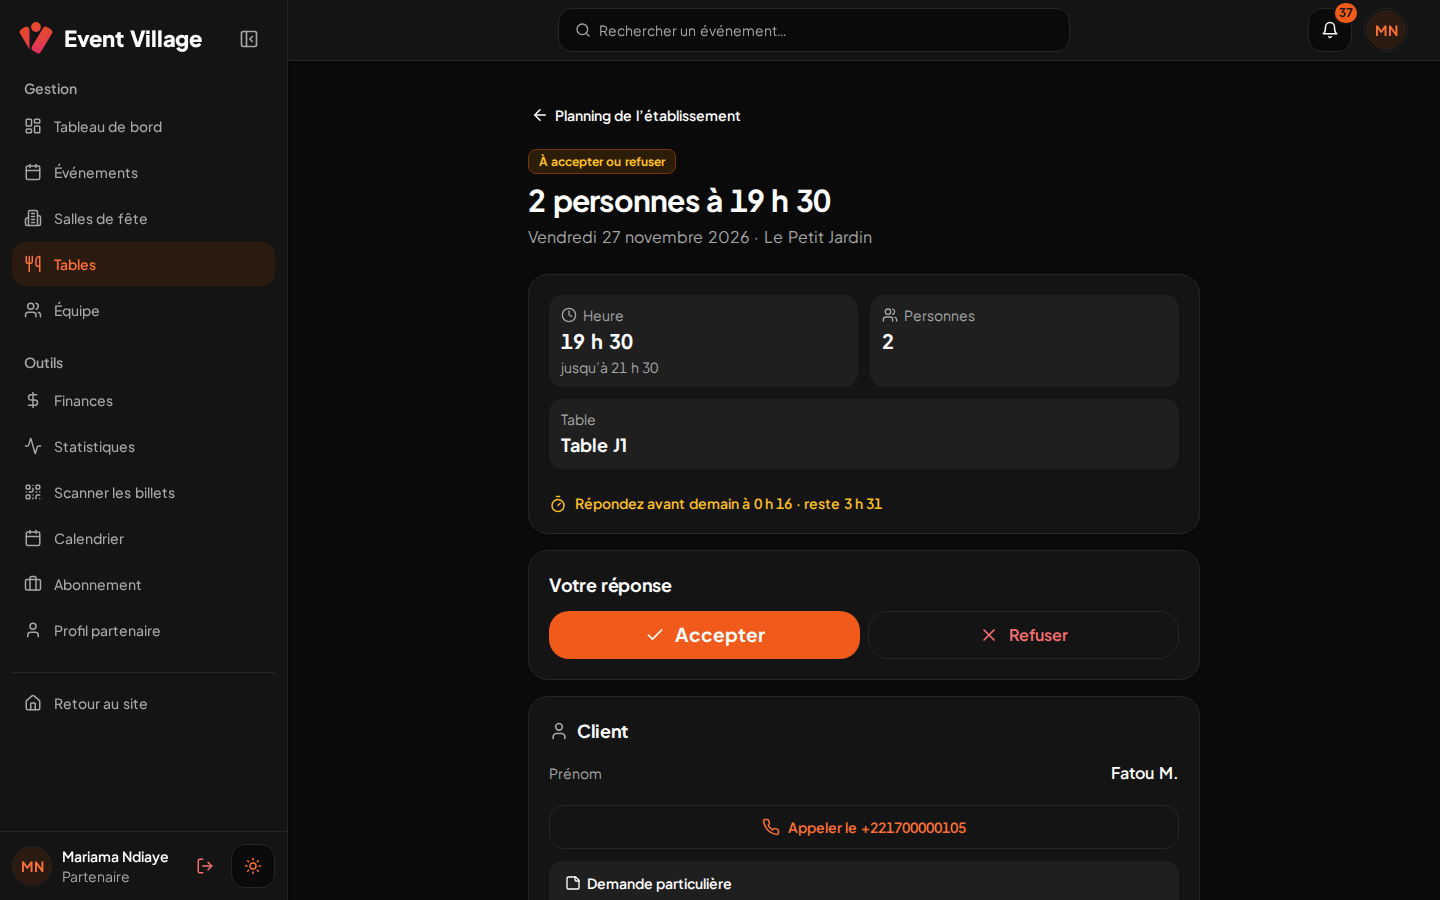 Event Village
Rechercher un événement...
37
MN
Gestion
Tableau de bord
Événements
Salles de fête
Tables
Équipe
Outils
Finances
Statistiques
Scanner les billets
Calendrier
Abonnement
Profil partenaire
Retour au site
MN
Mariama Ndiaye
Partenaire
Planning de l'établissement
À accepter ou refuser
2 personnes à 19 h 30
Vendredi 27 novembre 2026 · Le Petit Jardin
Heure
19 h 30
jusqu'à 21 h 30
Personnes
2
Table
Table J1
Répondez avant demain à 0 h 16 · reste 3 h 31
Votre réponse
Accepter
Refuser
Client
Prénom
Fatou M.
Appeler le +221700000105
Demande particulière